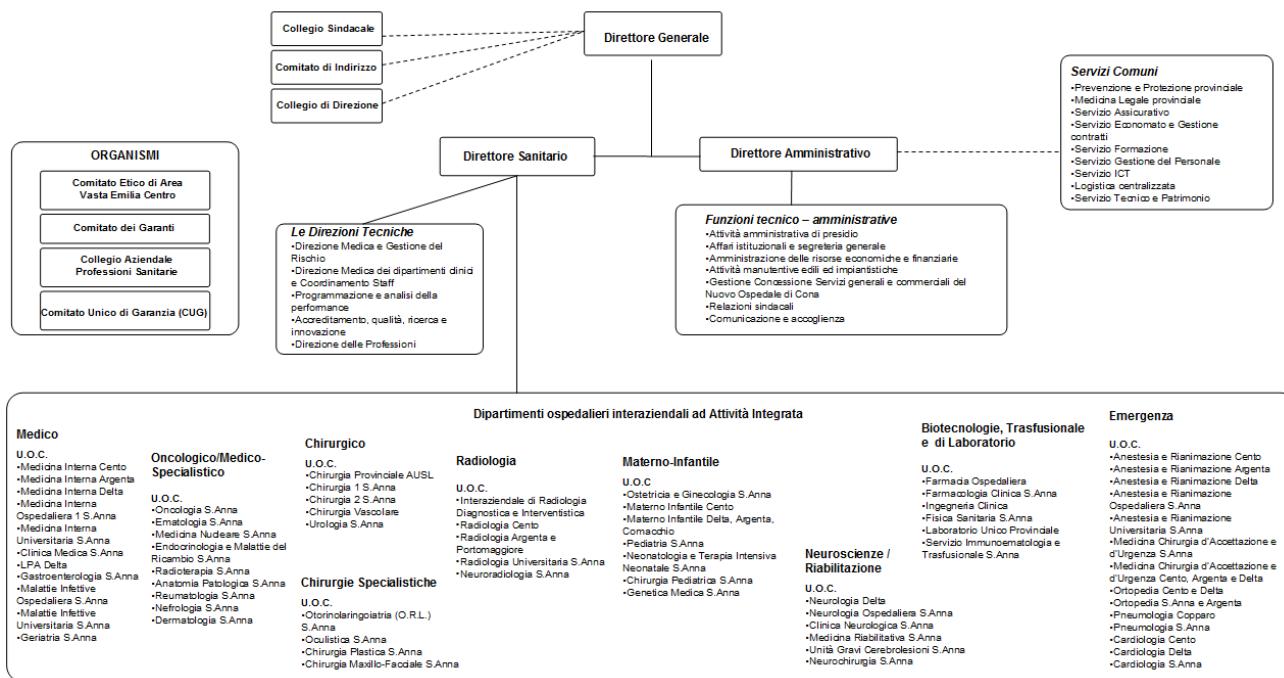 Collegio Sindacale
Comitato di Indirizzo
Collegio di Direzione
Direttore Generale
Direttore Sanitario
Direttore Amministrativo
Servizi Comuni
•Prevenzione e Protezione provinciale
•Medicina Legale provinciale
•Servizio Assicurativo
•Servizio Economato e Gestione
contratti
•Servizio Formazione
•Servizio Gestione del Personale
•Servizio ICT
•Logistica centralizzata
•Servizio Tecnico e Patrimonio
ORGANISMI
Comitato Etico di Area
Vasta Emilia Centro
Comitato dei Garanti
Collegio Aziendale
Professioni Sanitarie
Comitato Unico di Garanzia (CUG)
Le Direzioni Tecniche
•Direzione Medica e Gestione del
Rischio
•Direzione Medica dei dipartimenti clinici
e Coordinamento Staff
•Programmazione e analisi della
performance
•Accreditamento, qualità, ricerca e
innovazione
•Direzione delle Professioni
Funzioni tecnico – amministrative
•Attività amministrativa di presidio
•Affari istituzionali e segreteria generale
•Amministrazione delle risorse economiche e finanziarie
•Attività manutentive edili ed impiantistiche
•Gestione Concessione Servizi generali e commerciali del
Nuovo Ospedale di Cona
•Relazioni sindacali
•Comunicazione e accoglienza
Dipartimenti ospedalieri interaziendali ad Attività Integrata
Medico
U.O.C.
•Medicina Interna Cento
•Medicina Interna Argenta
•Medicina Interna Delta
•Medicina Interna
Ospedaliera 1 S.Anna
•Medicina Interna
Universitaria S.Anna
•Clinica Medica S.Anna
•LPA Delta
•Gastroenterologia S.Anna
•Malattie Infettive
Ospedaliera S.Anna
•Malattie Infettive
Universitaria S.Anna
•Geriatria S.Anna
Oncologico/Medico-
Specialistico
U.O.C.
•Oncologia S.Anna
•Ematologia S.Anna
•Medicina Nucleare S.Anna
•Endocrinologia e Malattie del
Ricambio S.Anna
•Radioterapia S.Anna
•Anatomia Patologica S.Anna
•Reumatologia S.Anna
•Nefrologia S.Anna
•Dermatologia S.Anna
Chirurgico
U.O.C.
•Chirurgia Provinciale AUSL
•Chirurgia 1 S.Anna
•Chirurgia 2 S.Anna
•Chirurgia Vascolare
•Urologia S.Anna
Chirurgie Specialistiche
U.O.C.
•Otorinolaringoiatria (O.R.L.)
S.Anna
•Oculistica S.Anna
•Chirurgia Plastica S.Anna
•Chirurgia Maxillo-Facciale S.Anna
Radiologia
U.O.C.
•Interaziendale di Radiologia
Diagnostica e Interventistica
•Radiologia Cento
•Radiologia Argenta e
Portomaggiore
•Radiologia Universitaria S.Anna
•Neuroradiologia S.Anna
Materno-Infantile
U.O.C
•Ostetricia e Ginecologia S.Anna
•Materno Infantile Cento
•Materno Infantile Delta, Argenta,
Comacchio
•Pediatria S.Anna
•Neonatologia e Terapia Intensiva
Neonatale S.Anna
•Chirurgia Pediatrica S.Anna
•Genetica Medica S.Anna
Neuroscienze /
Riabilitazione
U.O.C.
•Neurologia Delta
•Neurologia Ospedaliera S.Anna
•Clinica Neurologica S.Anna
•Medicina Riabilitativa S.Anna
•Unità Gravi Cerebrolesioni S.Anna
•Neurochirurgia S.Anna
Biotecnologie, Trasfusionale
e di Laboratorio
U.O.C.
•Farmacia Ospedaliera
•Farmacologia Clinica S.Anna
•Ingegneria Clinica
•Fisica Sanitaria S.Anna
•Laboratorio Unico Provinciale
•Servizio Immunoematologia e
Trasfusionale S.Anna
Emergenza
U.O.C.
•Anestesia e Rianimazione Cento
•Anestesia e Rianimazione Argenta
•Anestesia e Rianimazione Delta
•Anestesia e Rianimazione
Ospedaliera S.Anna
•Anestesia e Rianimazione
Universitaria S.Anna
•Medicina Chirurgia d'Accettazione e
d'Urgenza S.Anna
•Medicina Chirurgia d'Accettazione e
d'Urgenza Cento, Argenta e Delta
•Ortopedia Cento e Delta
•Ortopedia S.Anna e Argenta
•Pneumologia Copparo
•Pneumologia S.Anna
•Cardiologia Cento
•Cardiologia Delta
•Cardiologia S.Anna